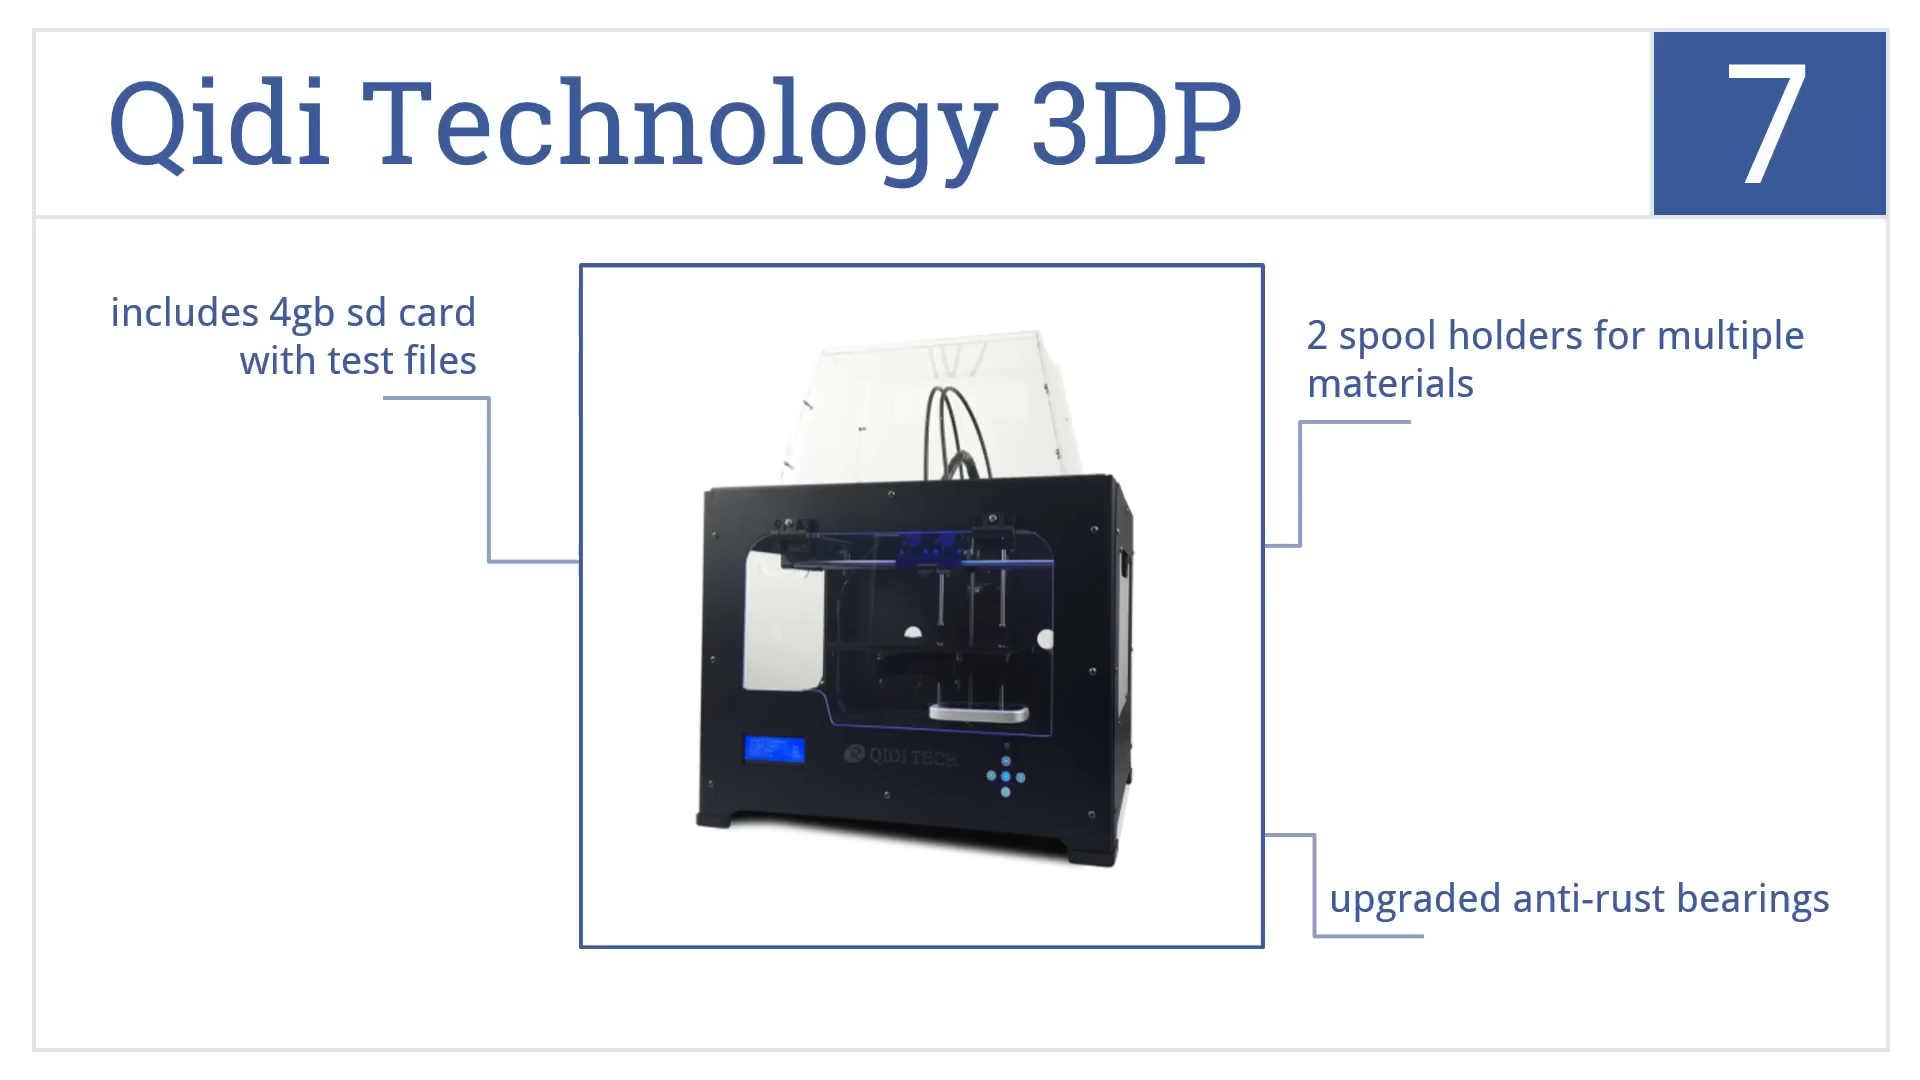 Qidi Technology 3DP
7
includes 4gb sd card
with test files
2 spool holders for multiple
materials
QIDI TECH
upgraded anti-rust bearings